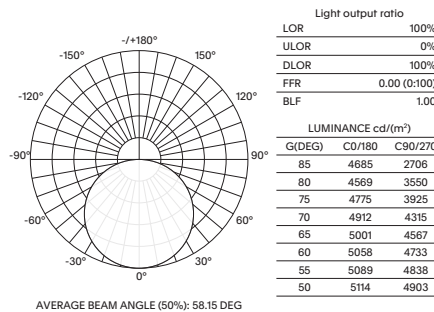 -/+180°
-150° 150°
-120° 120°
-90° 90°
-60° 60°
-30° 30°
0°
AVERAGE BEAM ANGLE (50%): 58.15 DEG
Light output ratio
LOR 100%
ULOR 0%
DLOR 100%
FFR 0.00 (0:100)
BLF 1.00
LUMINANCE cd/(m²)
G(DEG) C0/180 C90/270
85 4685 2706
80 4569 3550
75 4775 3925
70 4912 4315
65 5001 4567
60 5058 4733
55 5089 4838
50 5114 4903